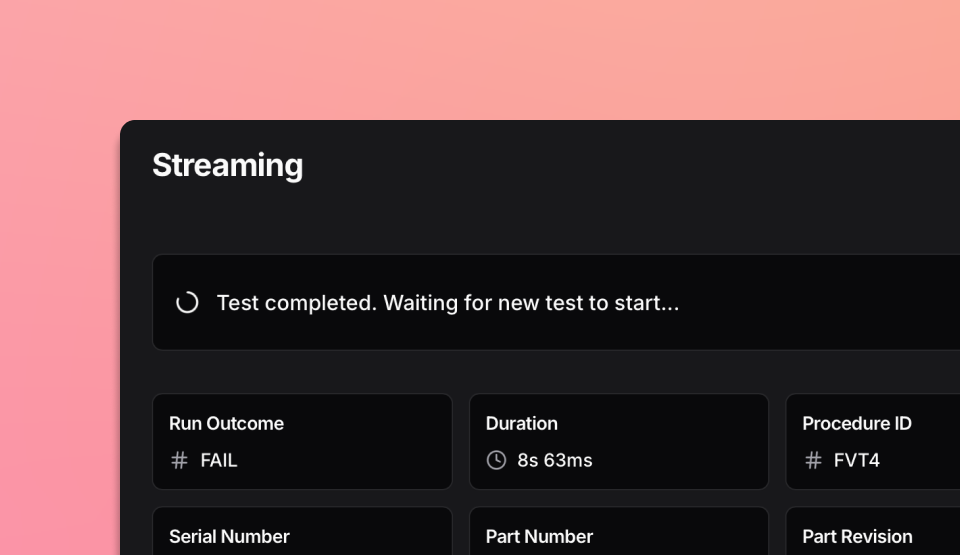 Streaming
Test completed. Waiting for new test to start...
Run Outcome
FAIL
Duration
8s 63ms
Procedure ID
FVT4
Serial Number
Part Number
Part Revision